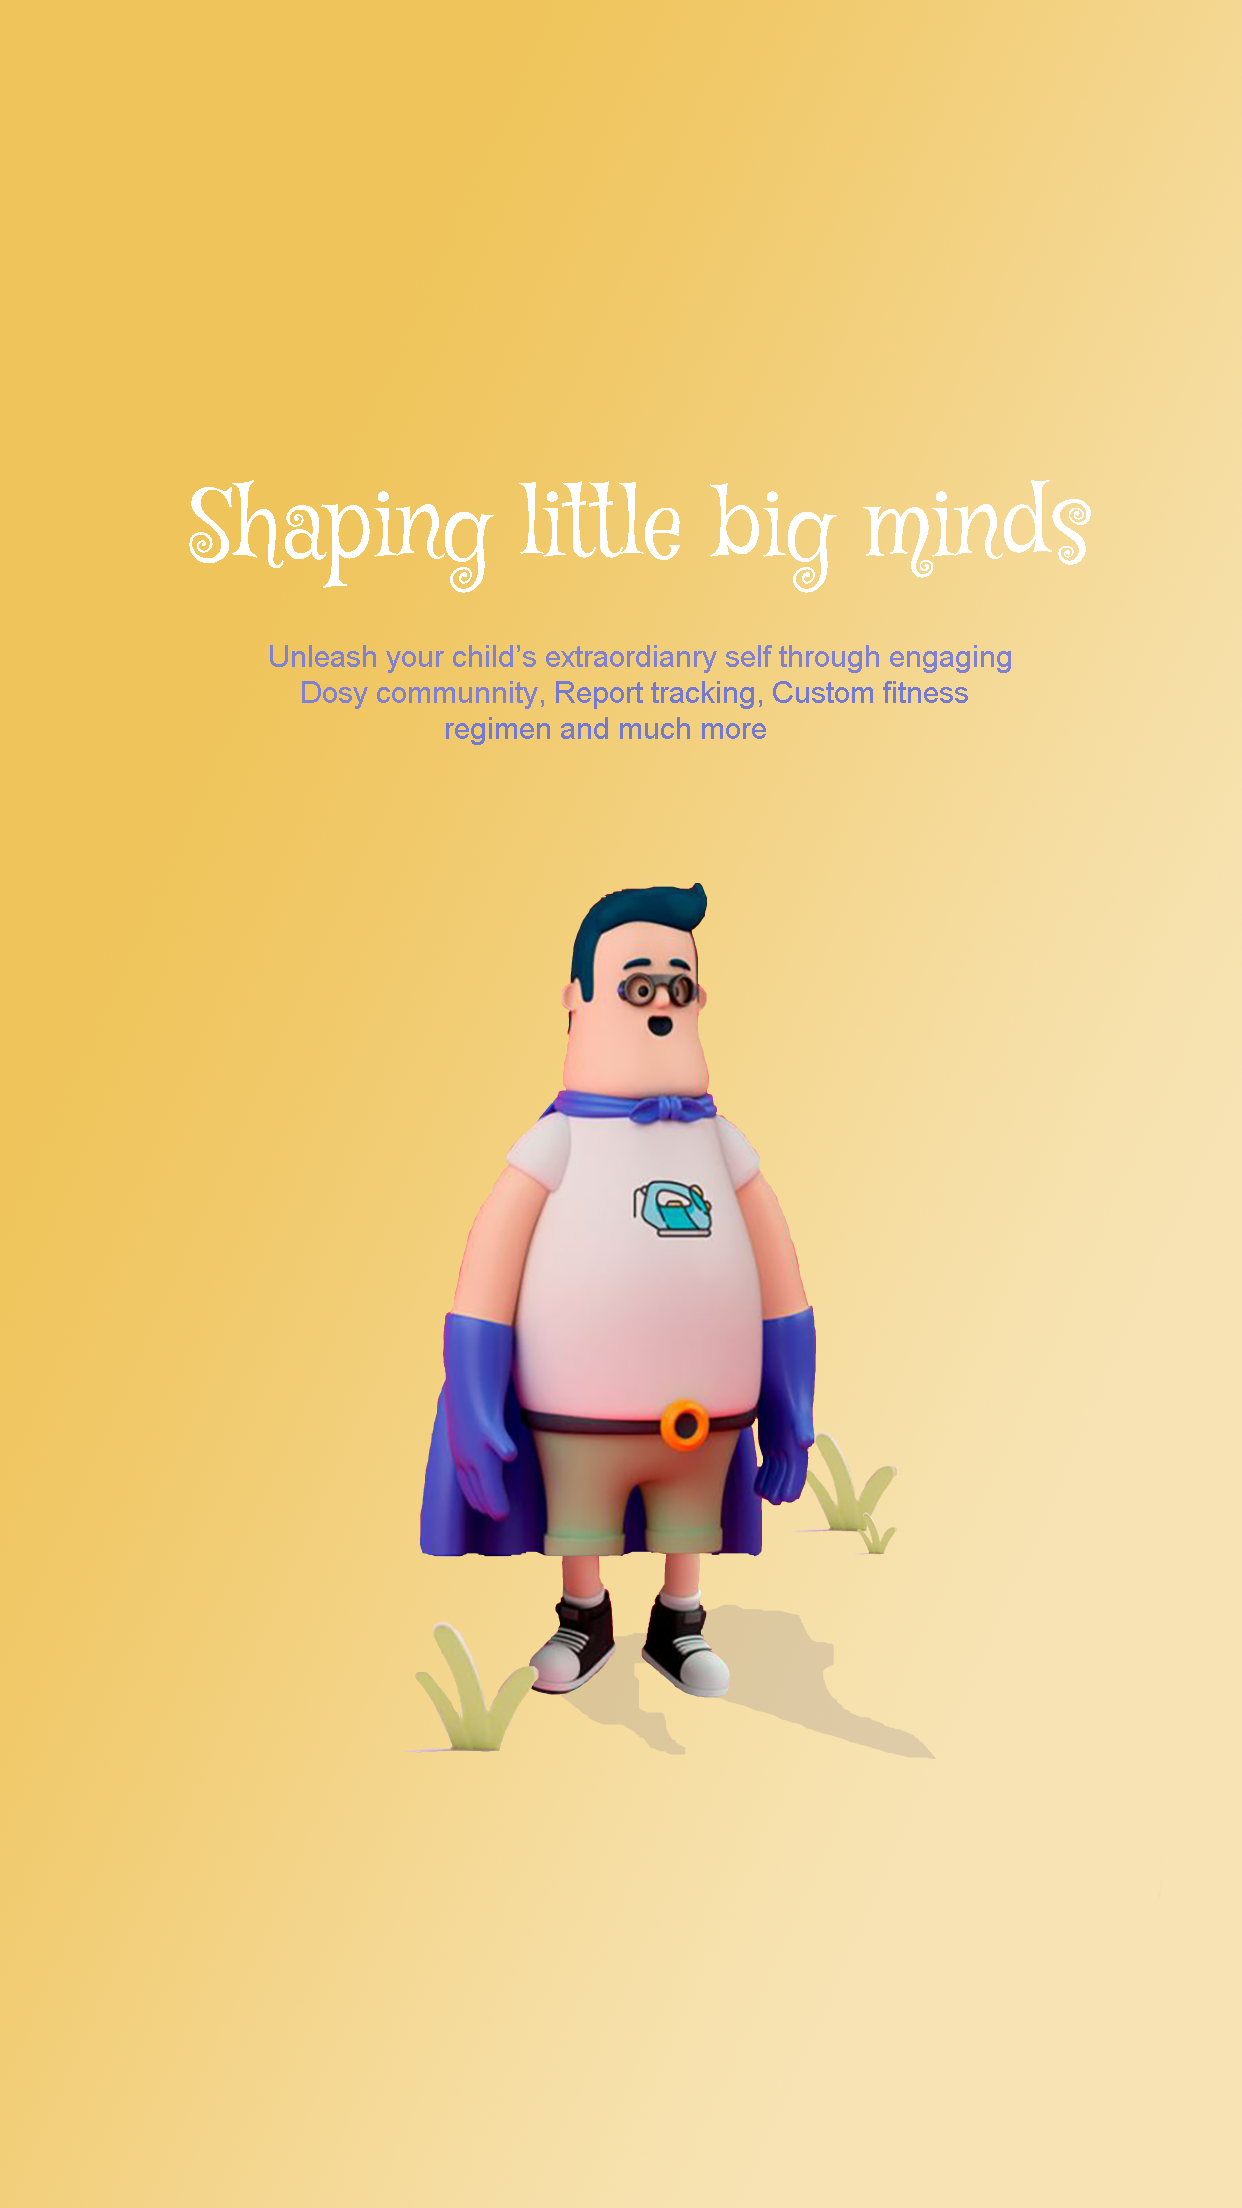 Shaping little big minds
Unleash your child’s extraordianry self through engaging
Dosy communnity, Report tracking, Custom fitness
regimen and much more